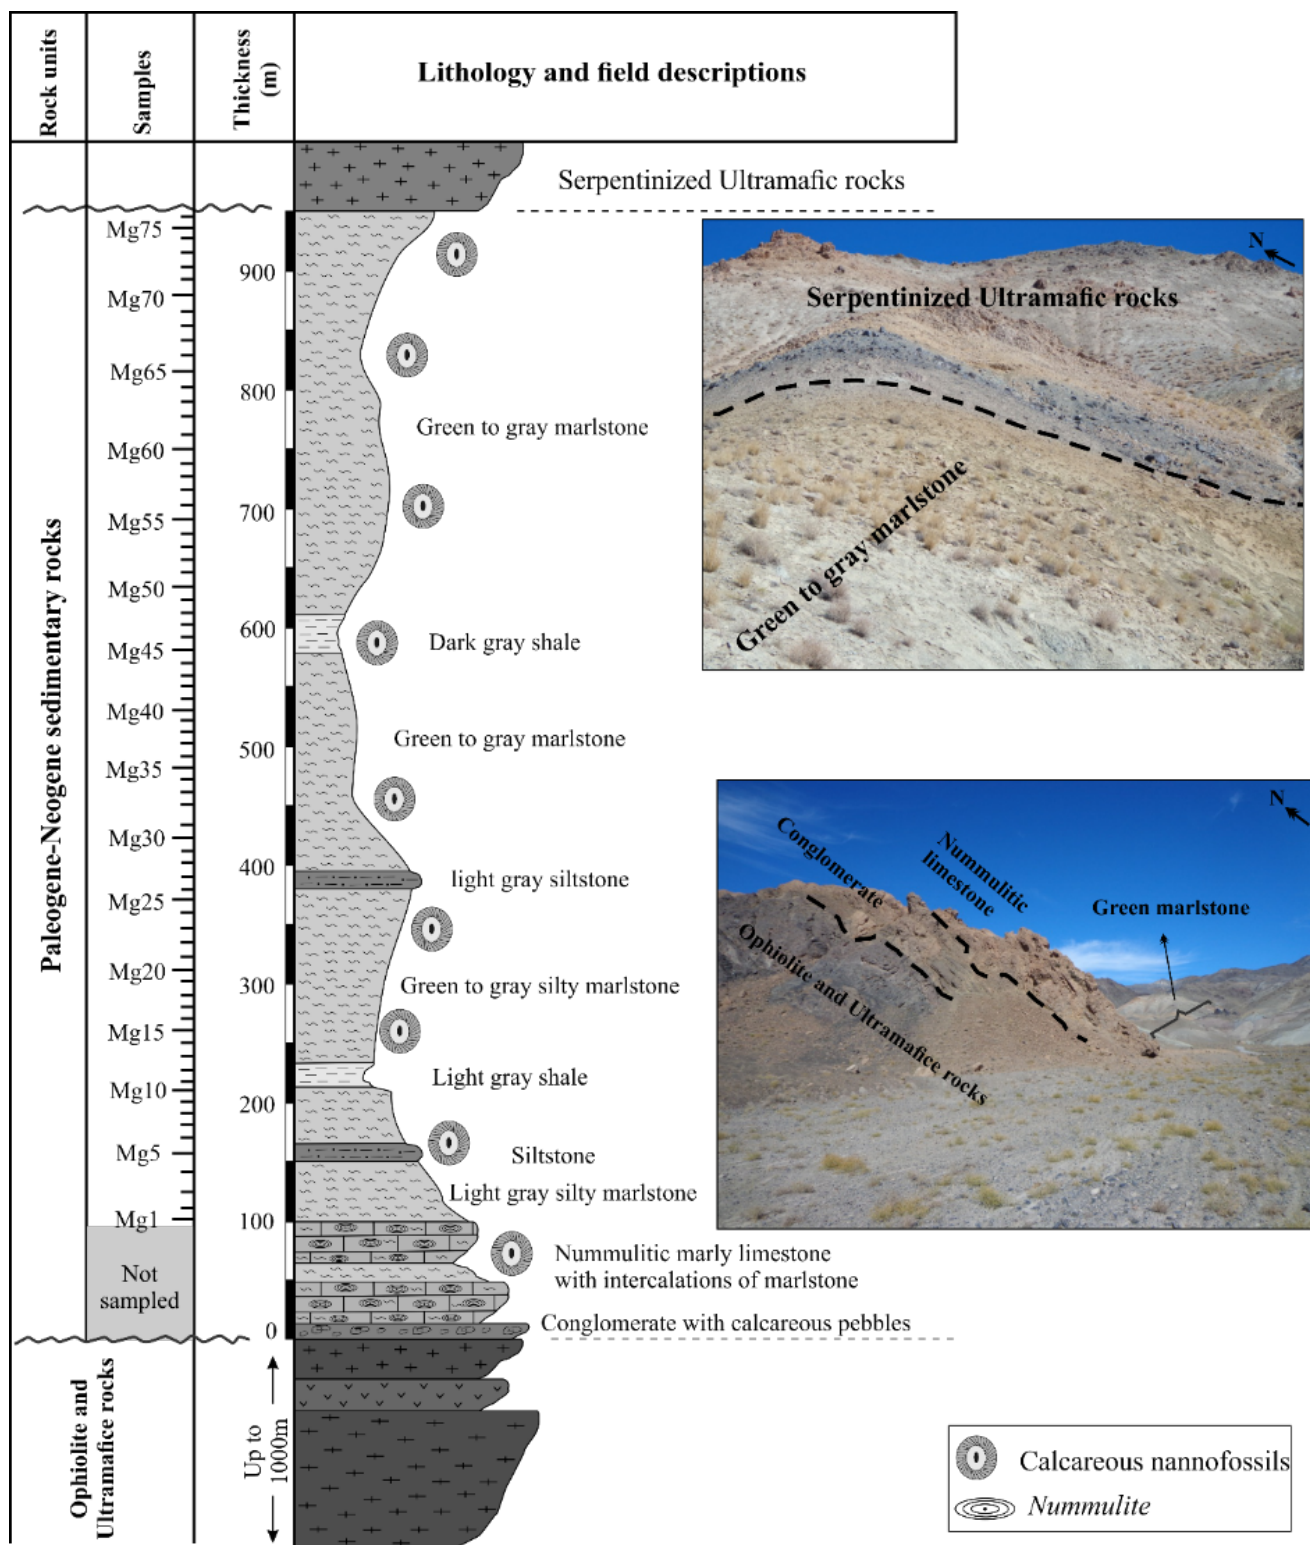 Rock units
Samples
Thickness
(m)
Lithology and field descriptions
Serpentinized Ultramafic rocks
Mg75
Mg70
Mg65
Mg60
Mg55
Mg50
Mg45
Mg40
Mg35
Mg30
Mg25
Mg20
Mg15
Mg10
Mg5
Mg1
Not
sampled
900
800
700
600
500
400
300
200
100
0
Up to
1000m
Paleogene-Neogene sedimentary rocks
Ophiolite and
Ultramafice rocks
Green to gray marlstone
Dark gray shale
Green to gray marlstone
light gray siltstone
Green to gray silty marlstone
Light gray shale
Siltstone
Light gray silty marlstone
Nummulitic marly limestone
with intercalations of marlstone
Conglomerate with calcareous pebbles
N
Serpentinized Ultramafic rocks
Green to gray marlstone
N
Conglomerate
Nummulitic
limestone
Green marlstone
Ophiolite and Ultramafice rocks
Calcareous nannofossils
Nummulite